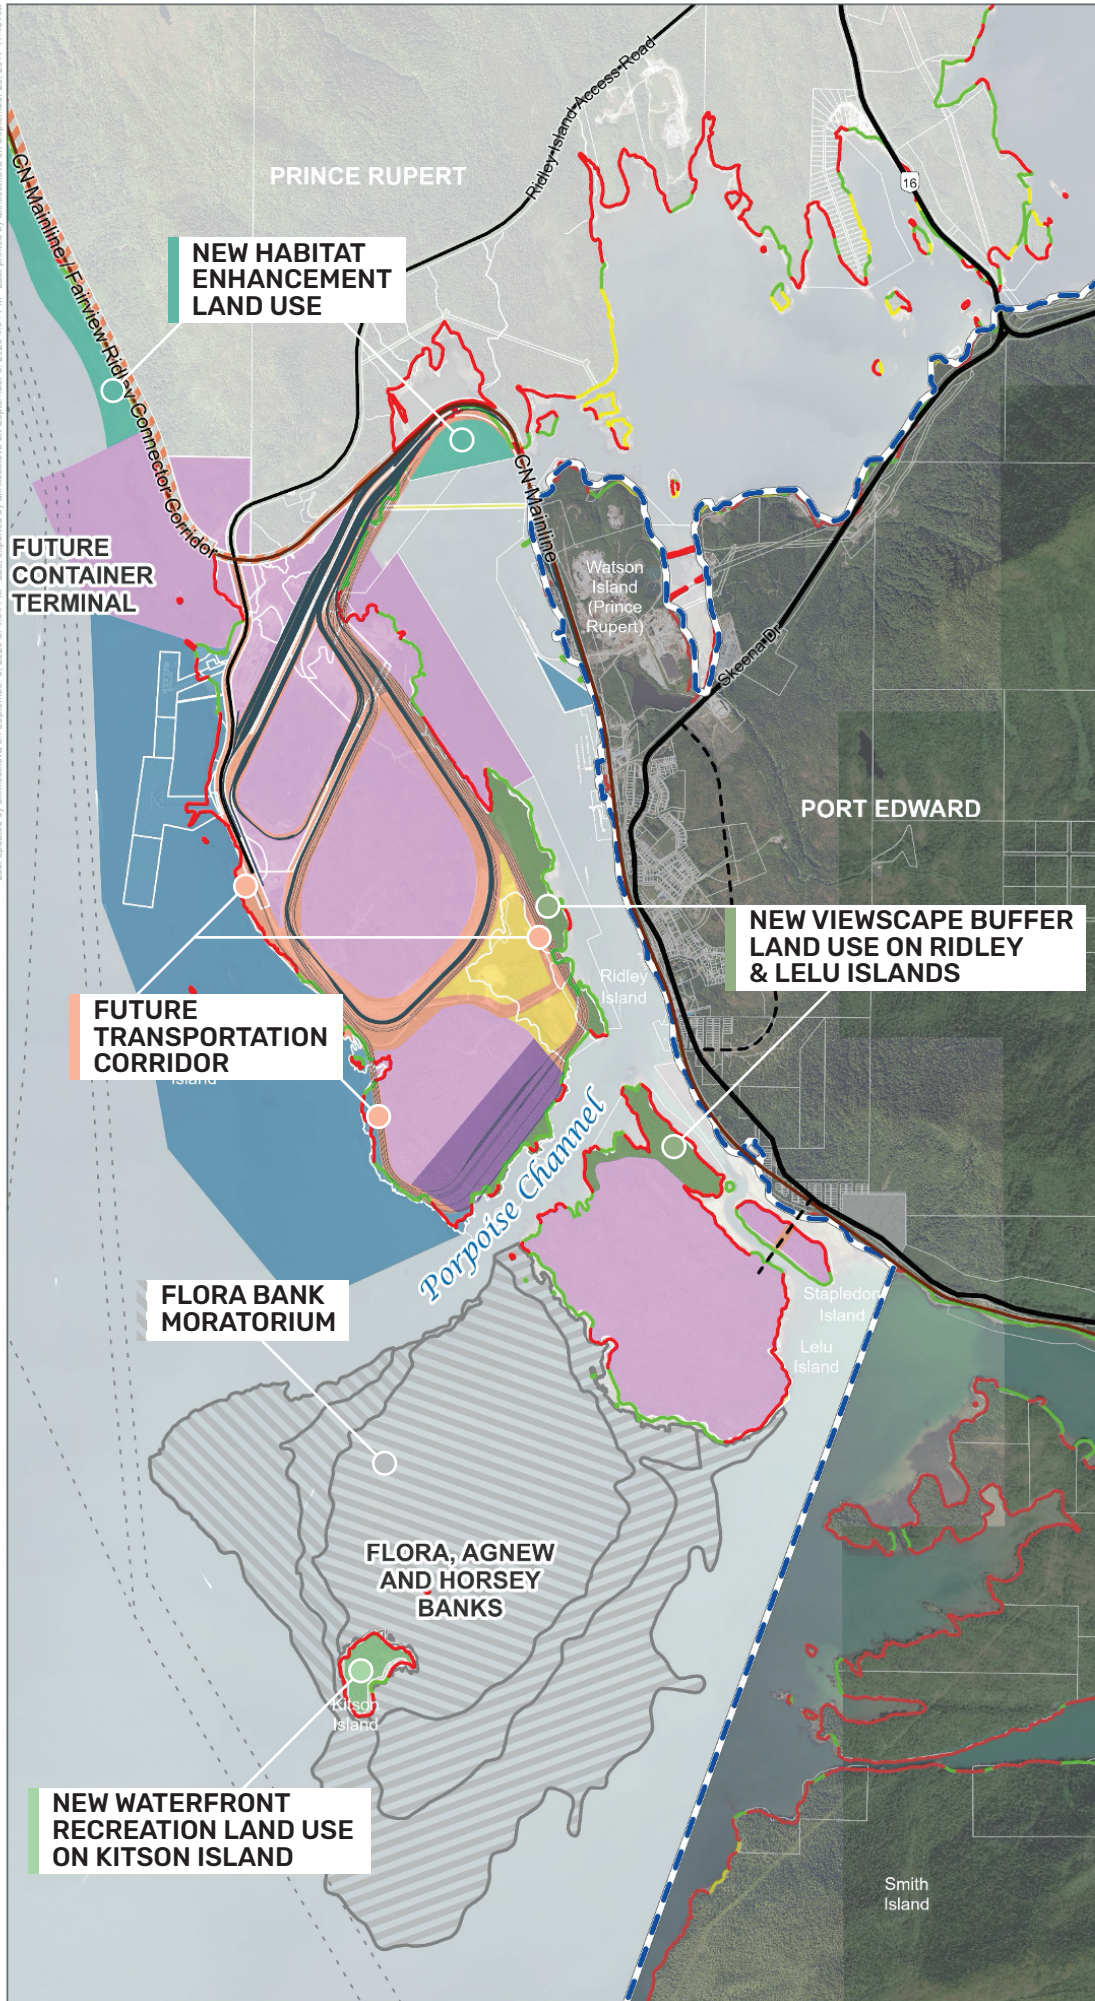 Ridley Island Access Road
PRINCE RUPERT
16
CN Mainline / Fairview Ridley Connector Corridor
NEW HABITAT
ENHANCEMENT
LAND USE
CN Mainline
FUTURE
CONTAINER
TERMINAL
Watson
Island
(Prince
Rupert)
Skeena Dr
PORT EDWARD
NEW VIEWSCAPE BUFFER
LAND USE ON RIDLEY
& LELU ISLANDS
Ridley
Island
FUTURE
TRANSPORTATION
CORRIDOR
Island
Porpoise Channel
FLORA BANK
MORATORIUM
Stapledon
Island
Lelu
Island
FLORA, AGNEW
AND HORSEY
BANKS
Kitson
Island
NEW WATERFRONT
RECREATION LAND USE
ON KITSON ISLAND
Smith
Island